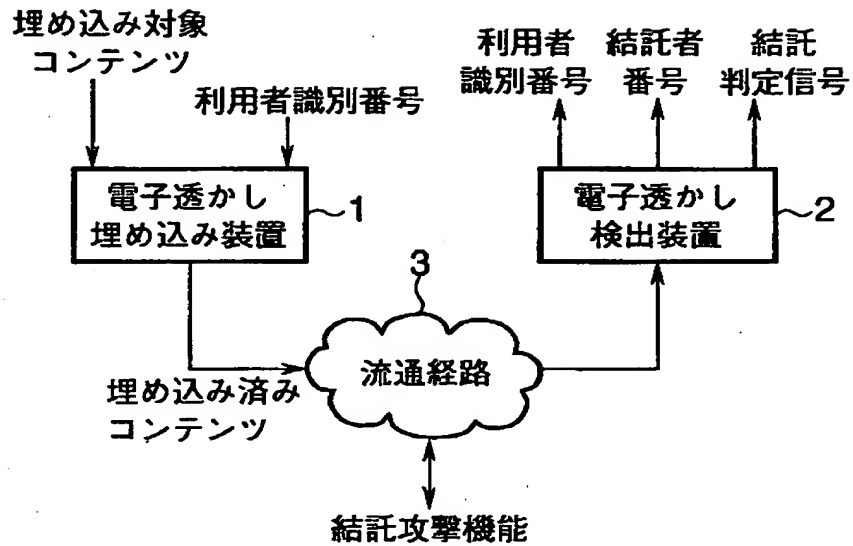 埋め込み対象
コンテンツ
利用者識別番号
電子透かし
埋め込み装置
1
埋め込み済み
コンテンツ
3
流通経路
結託攻撃機能
利用者
識別番号
結託者
番号
結託
判定信号
電子透かし
検出装置
2